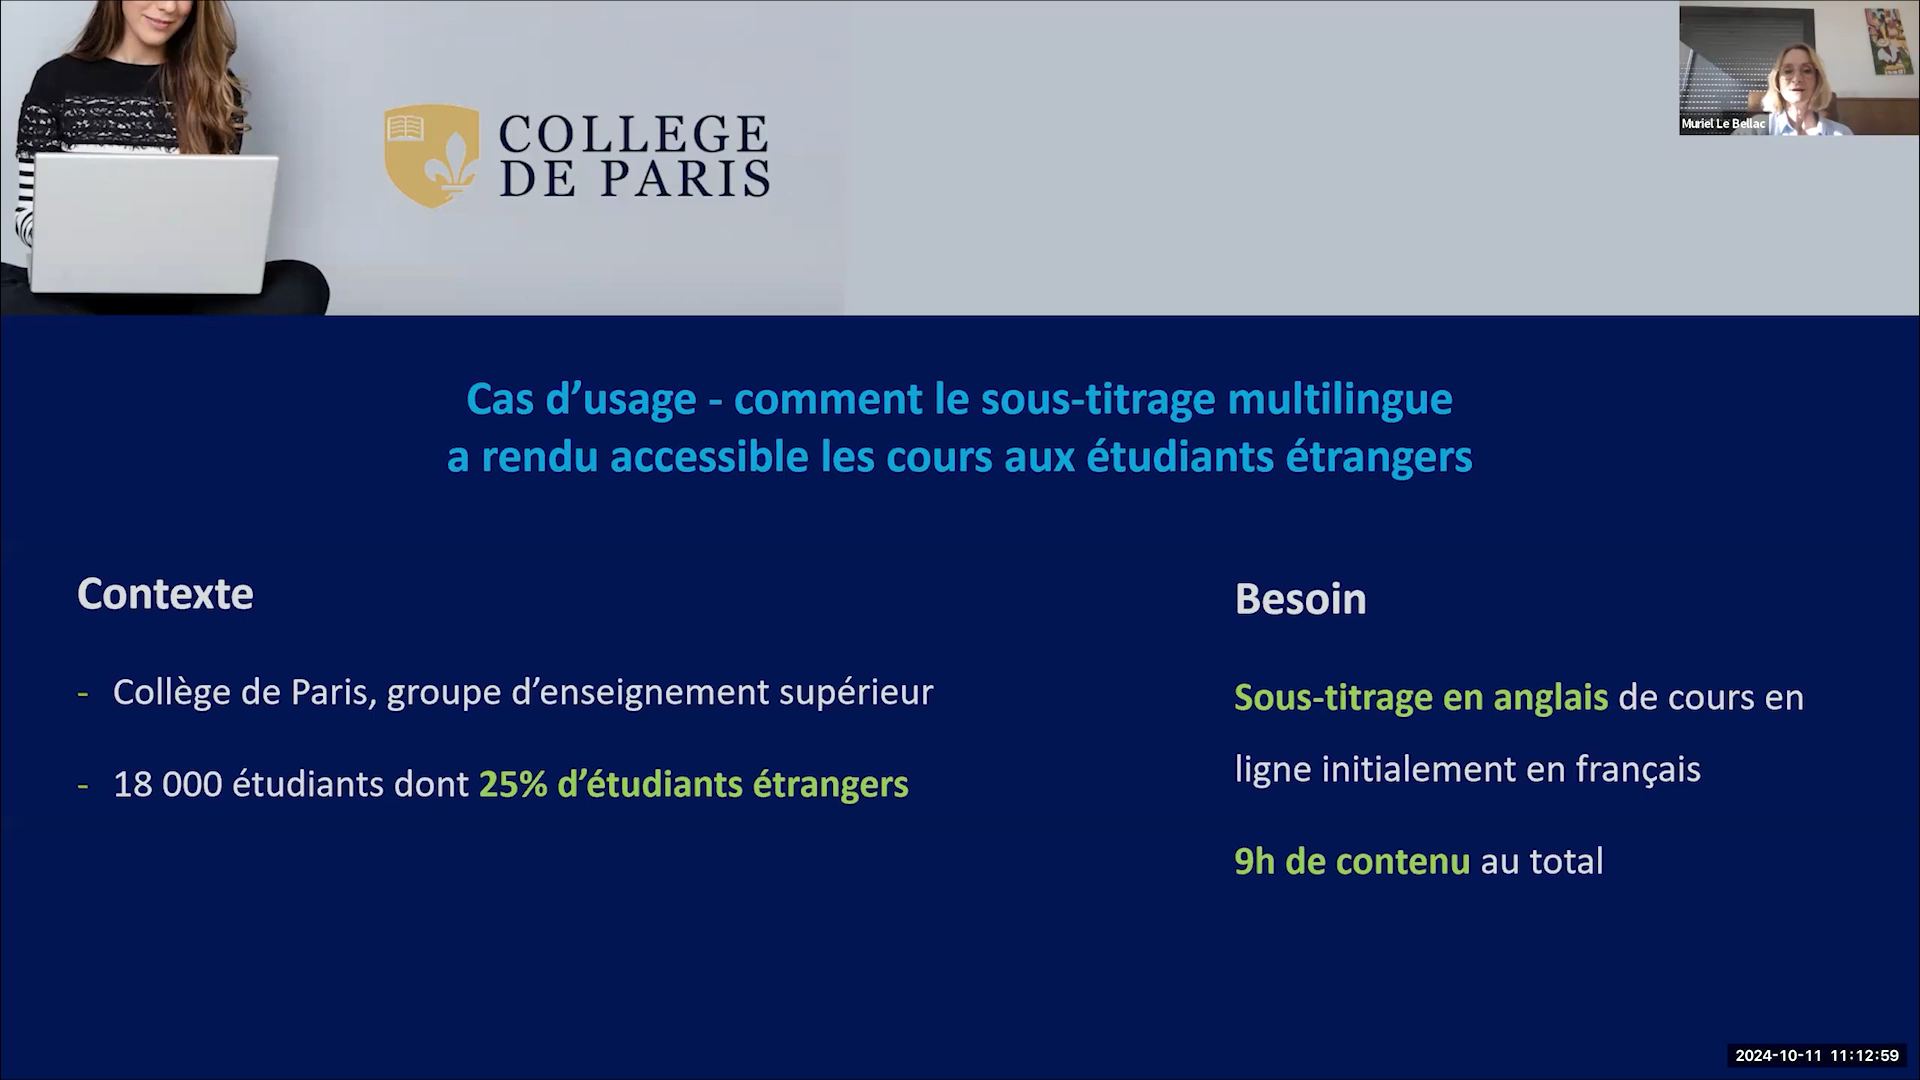 COLLEGE
DE PARIS
Muriel Le Bellac
Cas d’usage - comment le sous-titrage multilingue
a rendu accessible les cours aux étudiants étrangers
Contexte
- Collège de Paris, groupe d’enseignement supérieur
- 18 000 étudiants dont 25% d’étudiants étrangers
Besoin
Sous-titrage en anglais de cours en
ligne initialement en français
9h de contenu au total
2024-10-11 11:12:59